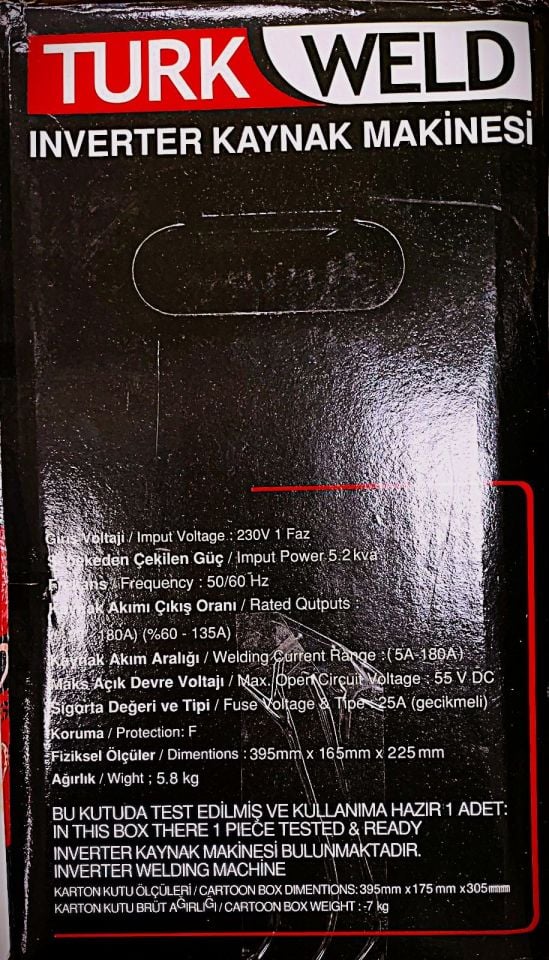 TURK WELD
INVERTER KAYNAK MAKİNESİ
Giriş Voltajı / Imput Voltage : 230V 1 Faz
Çekilen Güç / Imput Power 5.2 kva
/ Frequency : 50/60 Hz
Akımı Çıkış Oranı / Rated Qutputs :
180A) (%60 - 135A)
Kaynak Akım Aralığı / Welding Current Range : (5A-180A)
Maks Açık Devre Voltajı / Max. Open Circuit Voltage : 55 V DC
Sigorta Değeri ve Tipi / Fuse Voltage & Tipe : 25A (gecikmeli)
Koruma / Protection: F
Fiziksel Ölçüler / Dimentions : 395mm x 165mm x 225 mm
Ağırlık / Wight ; 5.8 kg
BU KUTUDA TEST EDİLMİŞ VE KULLANIMA HAZIR 1 ADET:
IN THIS BOX THERE 1 PIECE TESTED & READY
INVERTER KAYNAK MAKİNESİ BULUNMAKTADIR.
INVERTER WELDING MACHINE
KARTON KUTU ÖLÇÜLERİ / CARTOON BOX DIMENTIONS: 395mm x 175 mm x305mm
KARTON KUTU BRÜT AĞIRLIĞI / CARTOON BOX WEIGHT : -7 kg